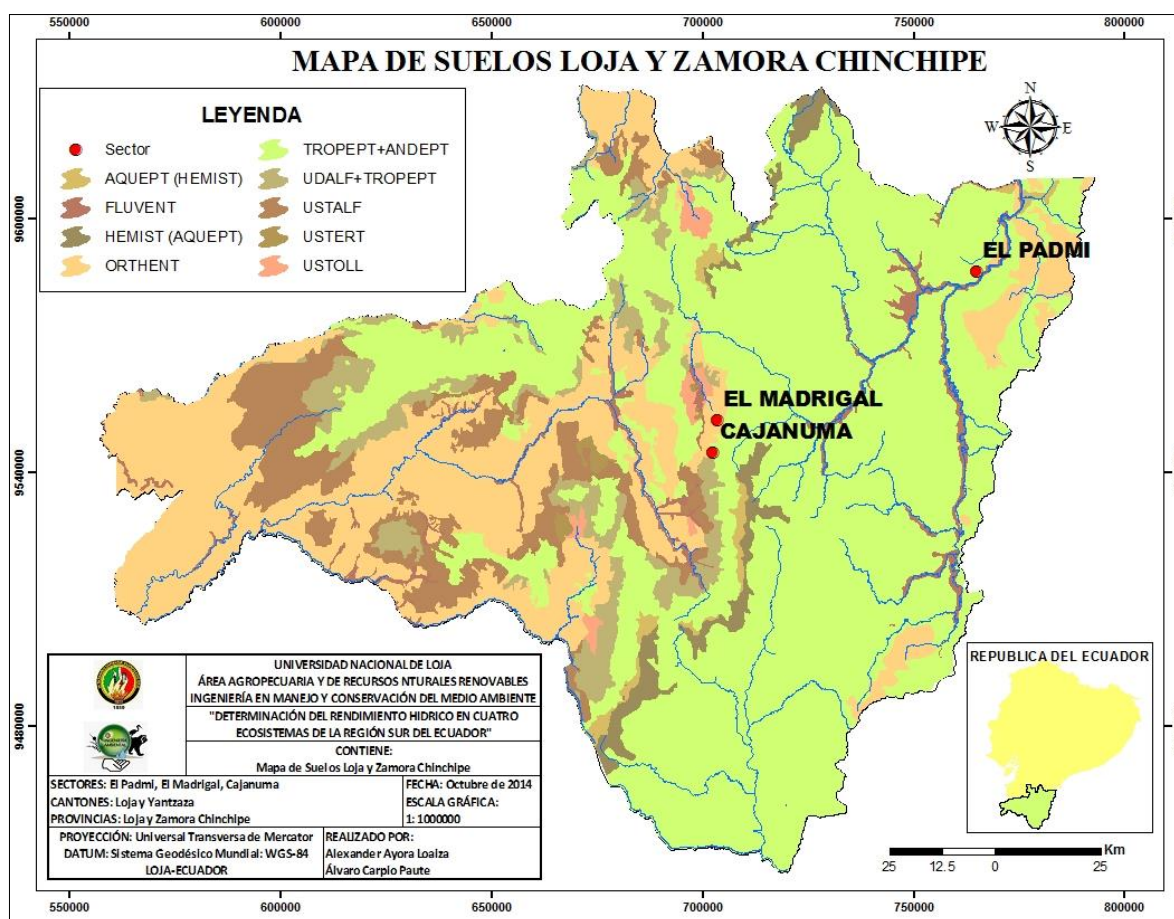 550000 600000 650000 700000 750000 800000
MAPA DE SUELOS LOJA Y ZAMORA CHINCHIPE
LEYENDA
Sector
AQUEPT (HEMIST)
FLUVENT
HEMIST (AQUEPT)
ORTHENT
TROPEPT+ANDEPT
UDALF+TROPEPT
USTALF
USTERT
USTOLL
N
W E
S
9600000
9600000
EL PADMI
EL MADRIGAL
CAJANUMA
9540000
9540000
UNIVERSIDAD NACIONAL DE LOJA
ÁREA AGROPECUARIA Y DE RECURSOS NTURALES RENOVABLES
INGENIERÍA EN MANEJO Y CONSERVACIÓN DEL MEDIO AMBIENTE
"DETERMINACIÓN DEL RENDIMIENTO HIDRICO EN CUATRO
ECOSISTEMAS DE LA REGIÓN SUR DEL ECUADOR"
CONTIENE:
Mapa de Suelos Loja y Zamora Chinchipe
SECTORES: El Padmi, El Madrigal, Cajanuma
CANTONES: Loja y Yantzaza
PROVINCIAS: Loja y Zamora Chinchipe
FECHA: Octubre de 2014
ESCALA GRÁFICA:
1: 1000000
PROYECCIÓN: Universal Transversa de Mercator
DATUM: Sistema Geodésico Mundial: WGS-84
LOJA-ECUADOR
REALIZADO POR:
Alexander Ayora Loaiza
Álvaro Carpio Paute
REPUBLICA DEL ECUADOR
9480000
9480000
Km
25 12.5 0 25
550000 600000 650000 700000 750000 800000